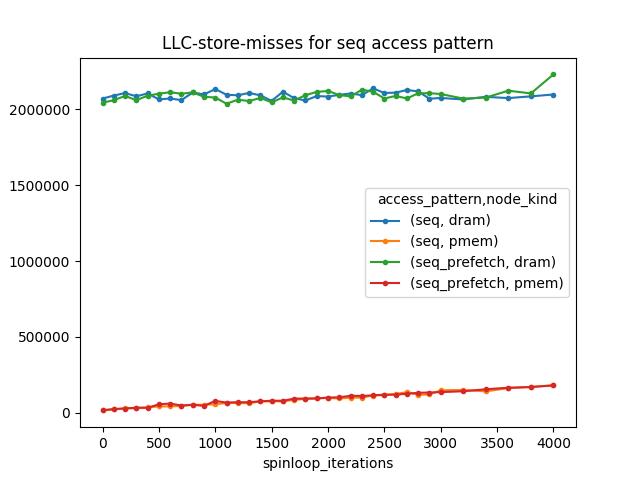 LLC-store-misses for seq access pattern
2000000
1500000
1000000
500000
0
access_pattern,node_kind
(seq, dram)
(seq, pmem)
(seq_prefetch, dram)
(seq_prefetch, pmem)
0 500 1000 1500 2000 2500 3000 3500 4000
spinloop_iterations